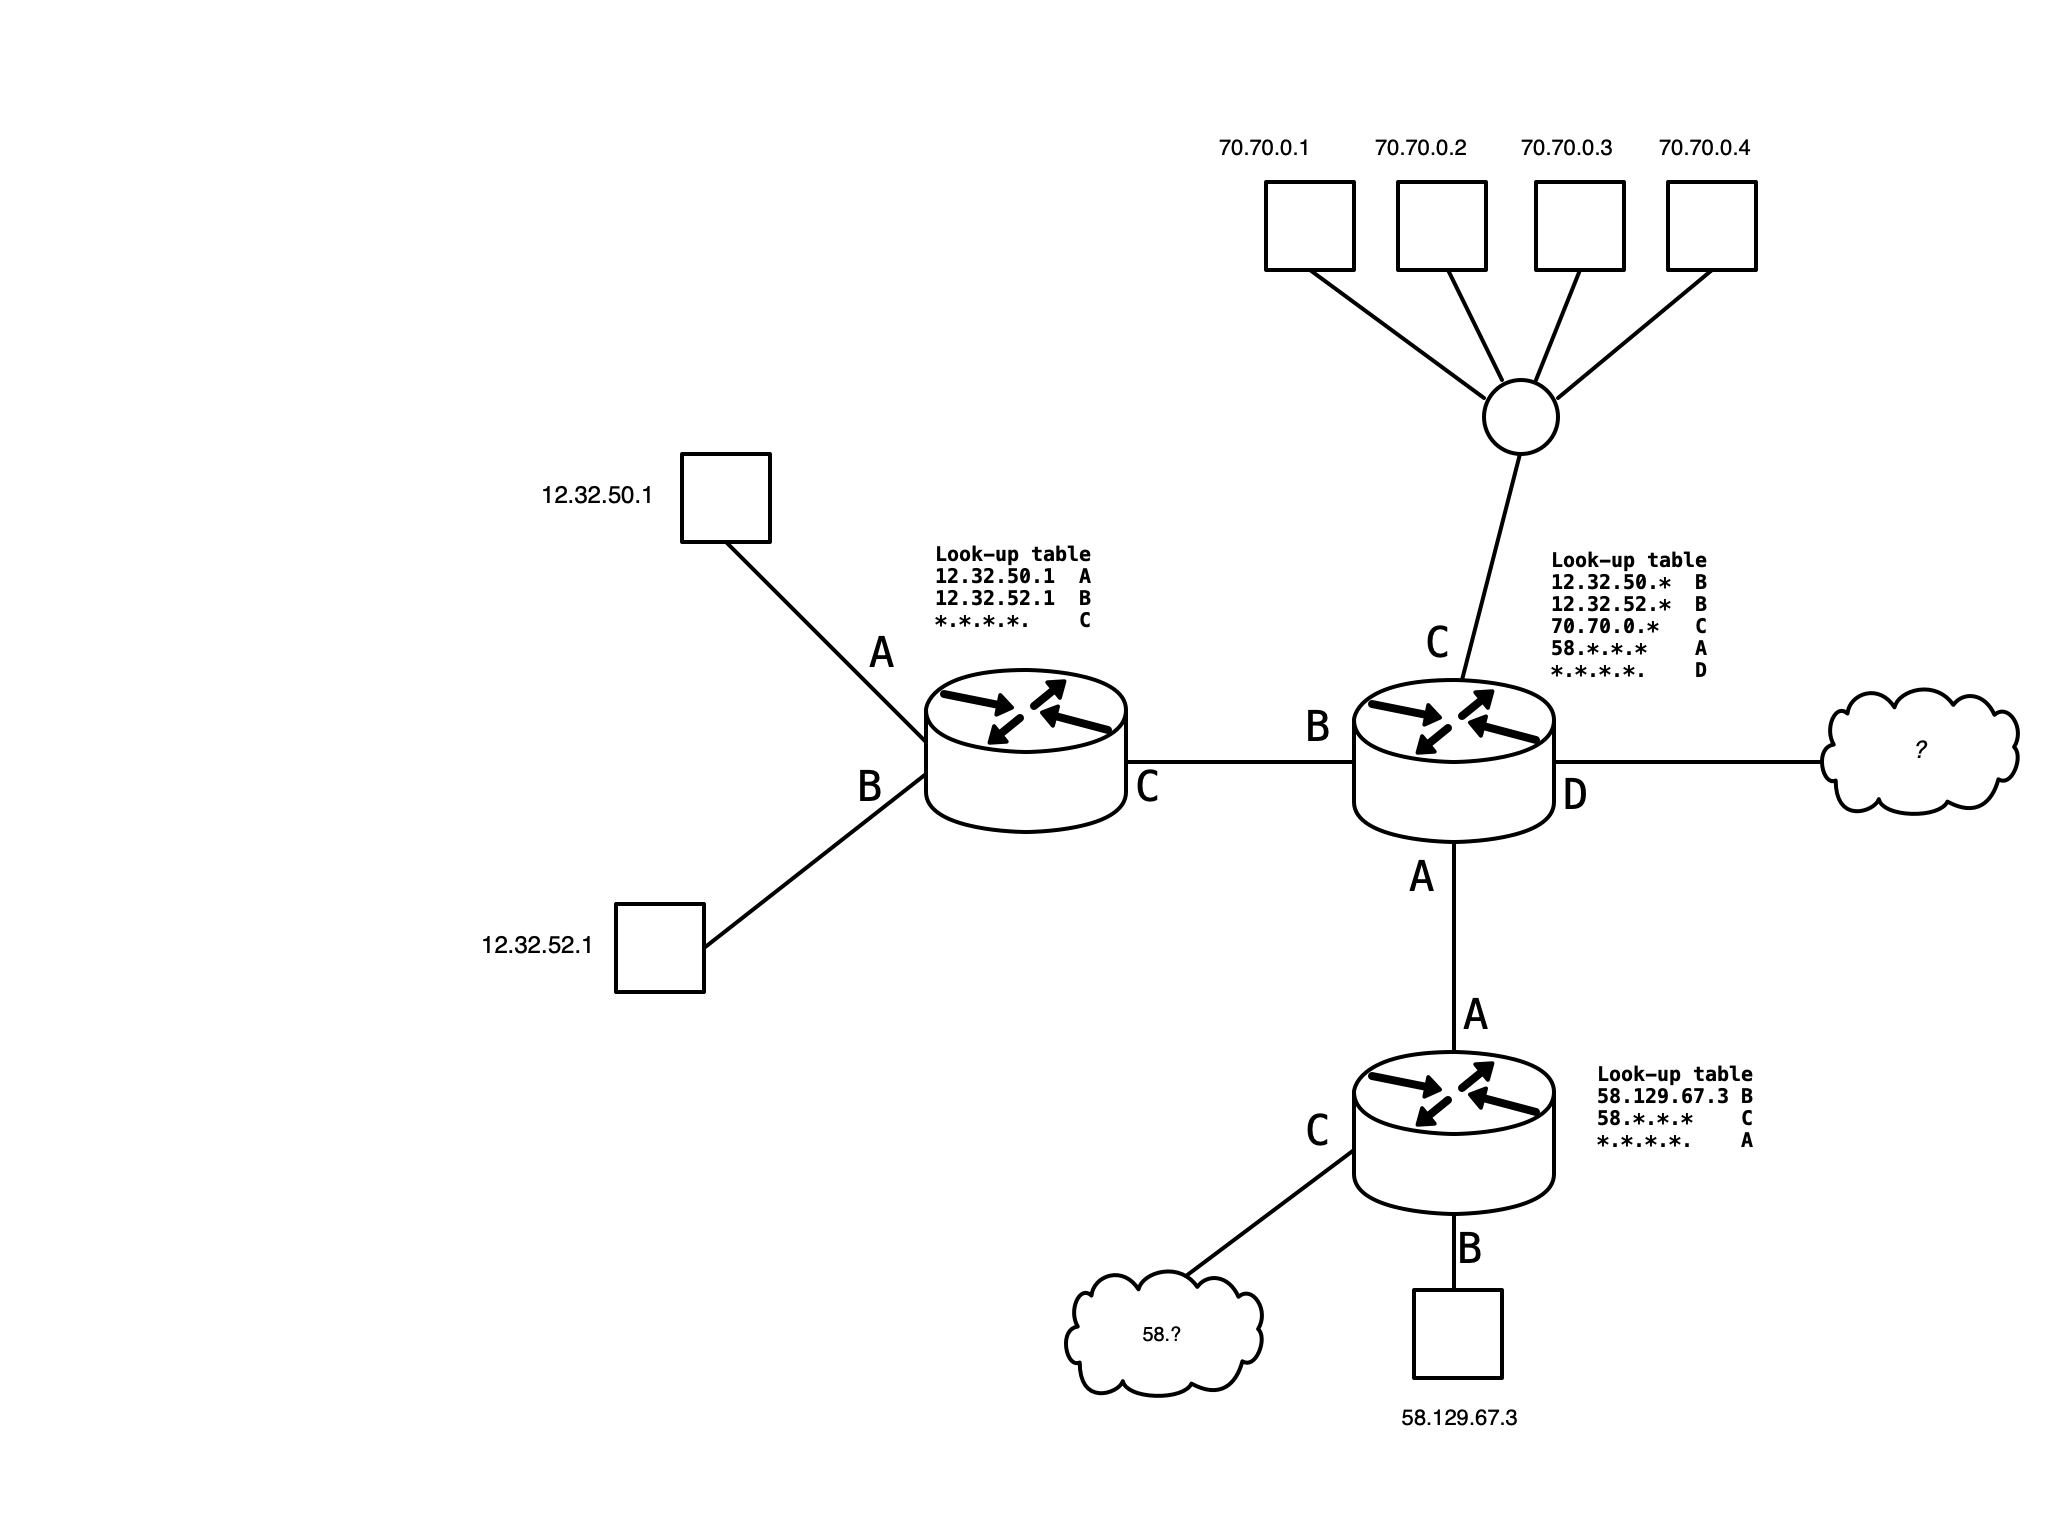 70.70.0.1
70.70.0.2
70.70.0.3
70.70.0.4
12.32.50.1
Look-up table
12.32.50.1 A
12.32.52.1 B
*.*.*.*. C
Look-up table
12.32.50.* B
12.32.52.* B
70.70.0.* C
58.*.*.* A
*.*.*.*. D
A
B
C
C
B
D
A
?
12.32.52.1
A
C
B
Look-up table
58.129.67.3 B
58.*.*.* C
*.*.*.*. A
58.?
58.129.67.3